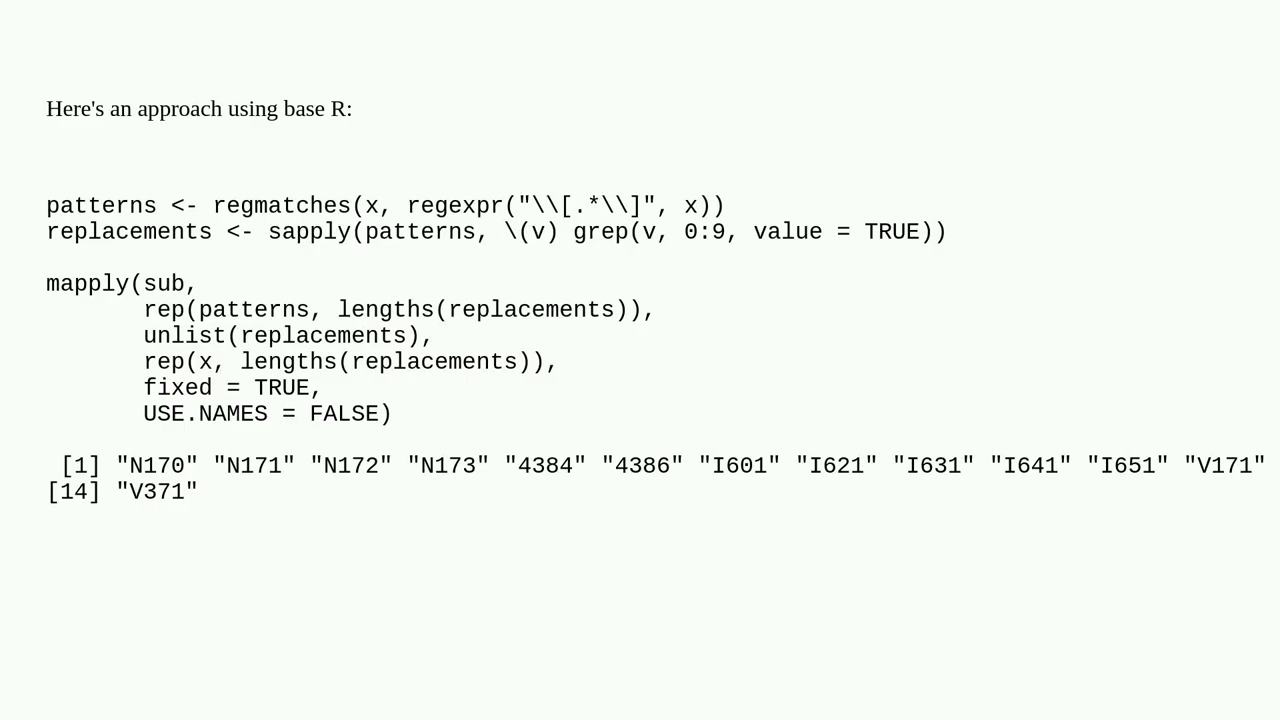 Here's an approach using base R:
patterns <- regmatches(x, regexpr("\\[.*\\]", x))
replacements <- sapply(patterns, \(v) grep(v, 0:9, value = TRUE))
mapply(sub,
       rep(patterns, lengths(replacements)),
       unlist(replacements),
       rep(x, lengths(replacements)),
       fixed = TRUE,
       USE.NAMES = FALSE)
 [1] "N170" "N171" "N172" "N173" "4384" "4386" "I601" "I621" "I631" "I641" "I651" "V171"
[14] "V371"